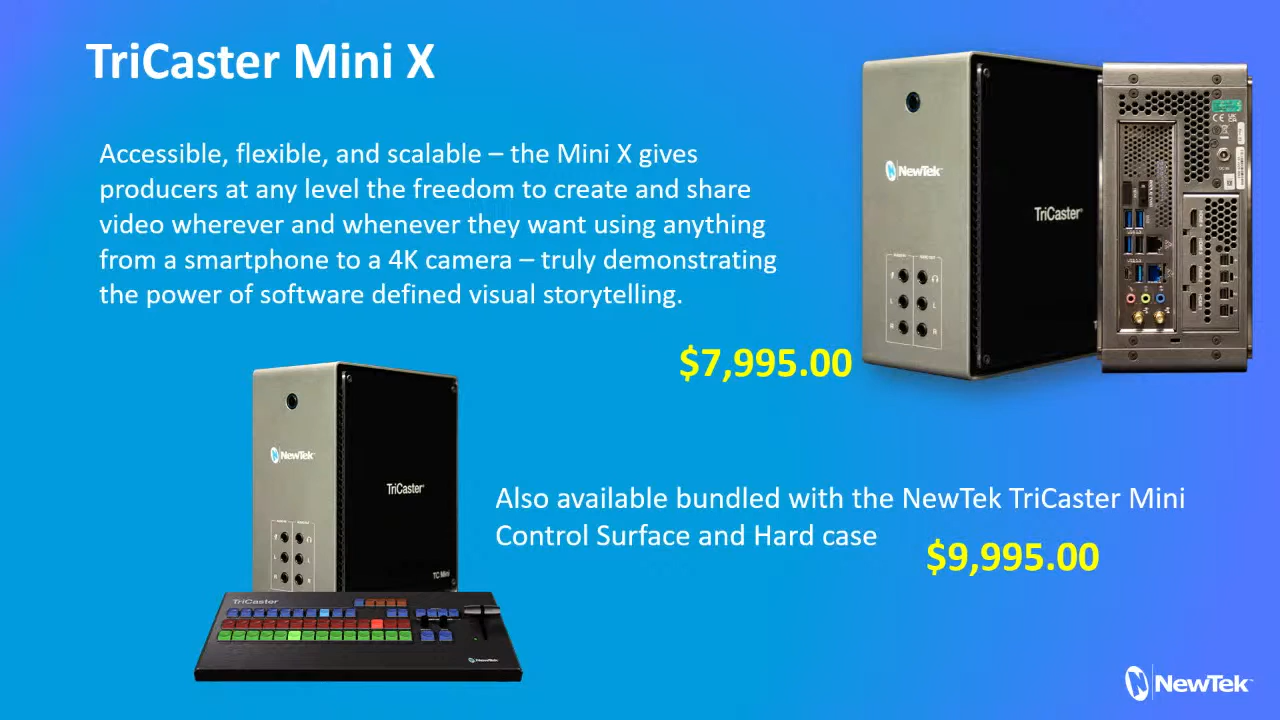 TriCaster Mini X
Accessible, flexible, and scalable – the Mini X gives
producers at any level the freedom to create and share
video wherever and whenever they want using anything
from a smartphone to a 4K camera – truly demonstrating
the power of software defined visual storytelling.
$7,995.00
NewTek
TriCaster
L
L
R
R
NewTek
TriCaster
L
L
R
R
TC Mini
TriCaster
NewTek
Also available bundled with the NewTek TriCaster Mini
Control Surface and Hard case
$9,995.00
NewTek